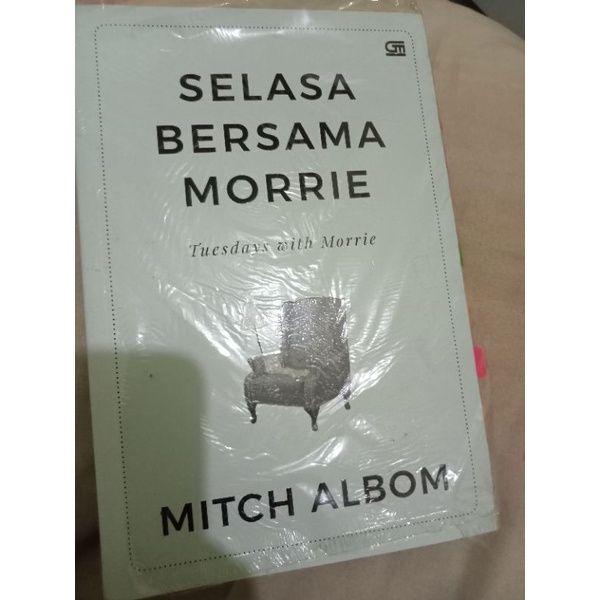 SELASA
BERSAMA
MORRIE
Tuesdays with Morrie
MITCH ALBOM